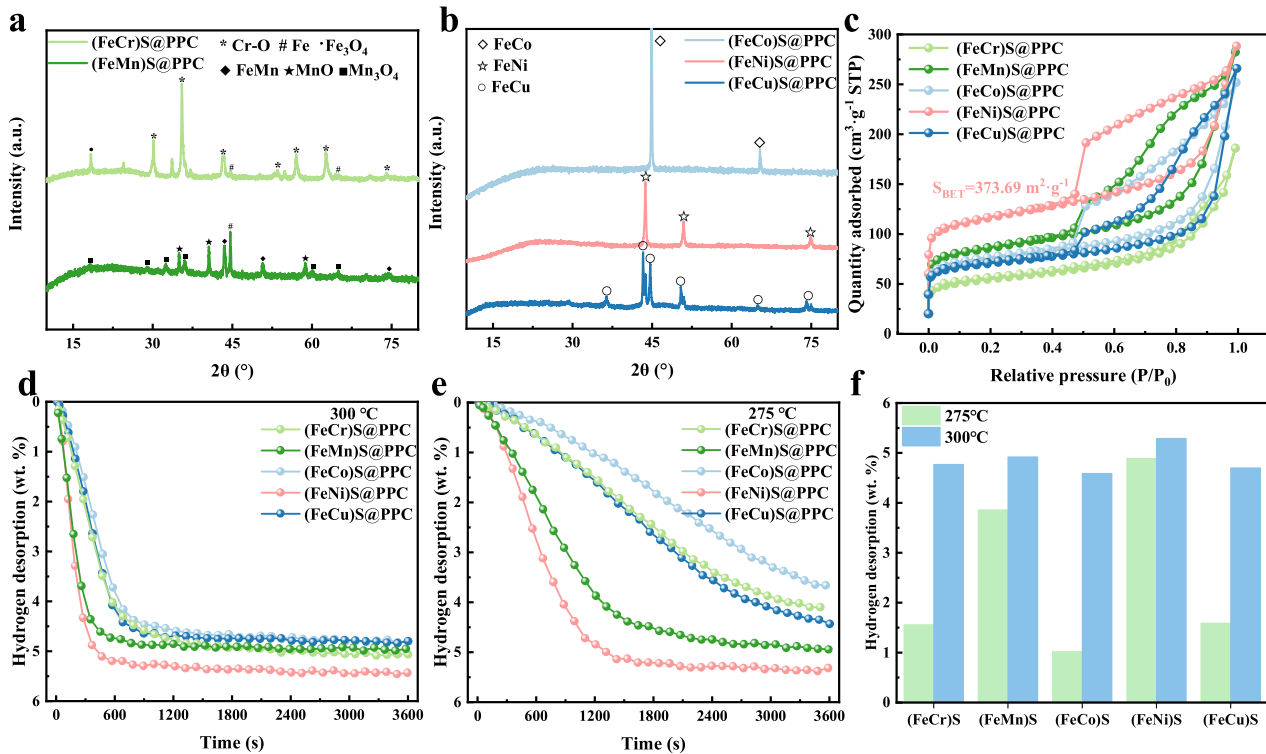 a
(FeCr)S@PPC
(FeMn)S@PPC
* Cr-O # Fe ·Fe₃O₄
◆ FeMn ★MnO ■Mn₃O₄
Intensity (a.u.)
15 30 45 60 75
2θ (°)
b
◇ FeCo
☆ FeNi
○ FeCu
(FeCo)S@PPC
(FeNi)S@PPC
(FeCu)S@PPC
Intensity (a.u.)
15 30 45 60 75
2θ (°)
c
(FeCr)S@PPC
(FeMn)S@PPC
(FeCo)S@PPC
(FeNi)S@PPC
(FeCu)S@PPC
S_BET=373.69 m²·g⁻¹
Quantity adsorbed (cm³·g⁻¹ STP)
300
250
200
150
100
50
0
0.0 0.2 0.4 0.6 0.8 1.0
Relative pressure (P/P₀)
d
300 °C
(FeCr)S@PPC
(FeMn)S@PPC
(FeCo)S@PPC
(FeNi)S@PPC
(FeCu)S@PPC
Hydrogen desorption (wt. %)
0
1
2
3
4
5
6
0 600 1200 1800 2400 3000 3600
Time (s)
e
275 °C
(FeCr)S@PPC
(FeMn)S@PPC
(FeCo)S@PPC
(FeNi)S@PPC
(FeCu)S@PPC
Hydrogen desorption (wt. %)
0
1
2
3
4
5
6
0 600 1200 1800 2400 3000 3600
Time (s)
f
275°C
300°C
Hydrogen desorption (wt. %)
6
5
4
3
2
1
0
(FeCr)S (FeMn)S (FeCo)S (FeNi)S (FeCu)S